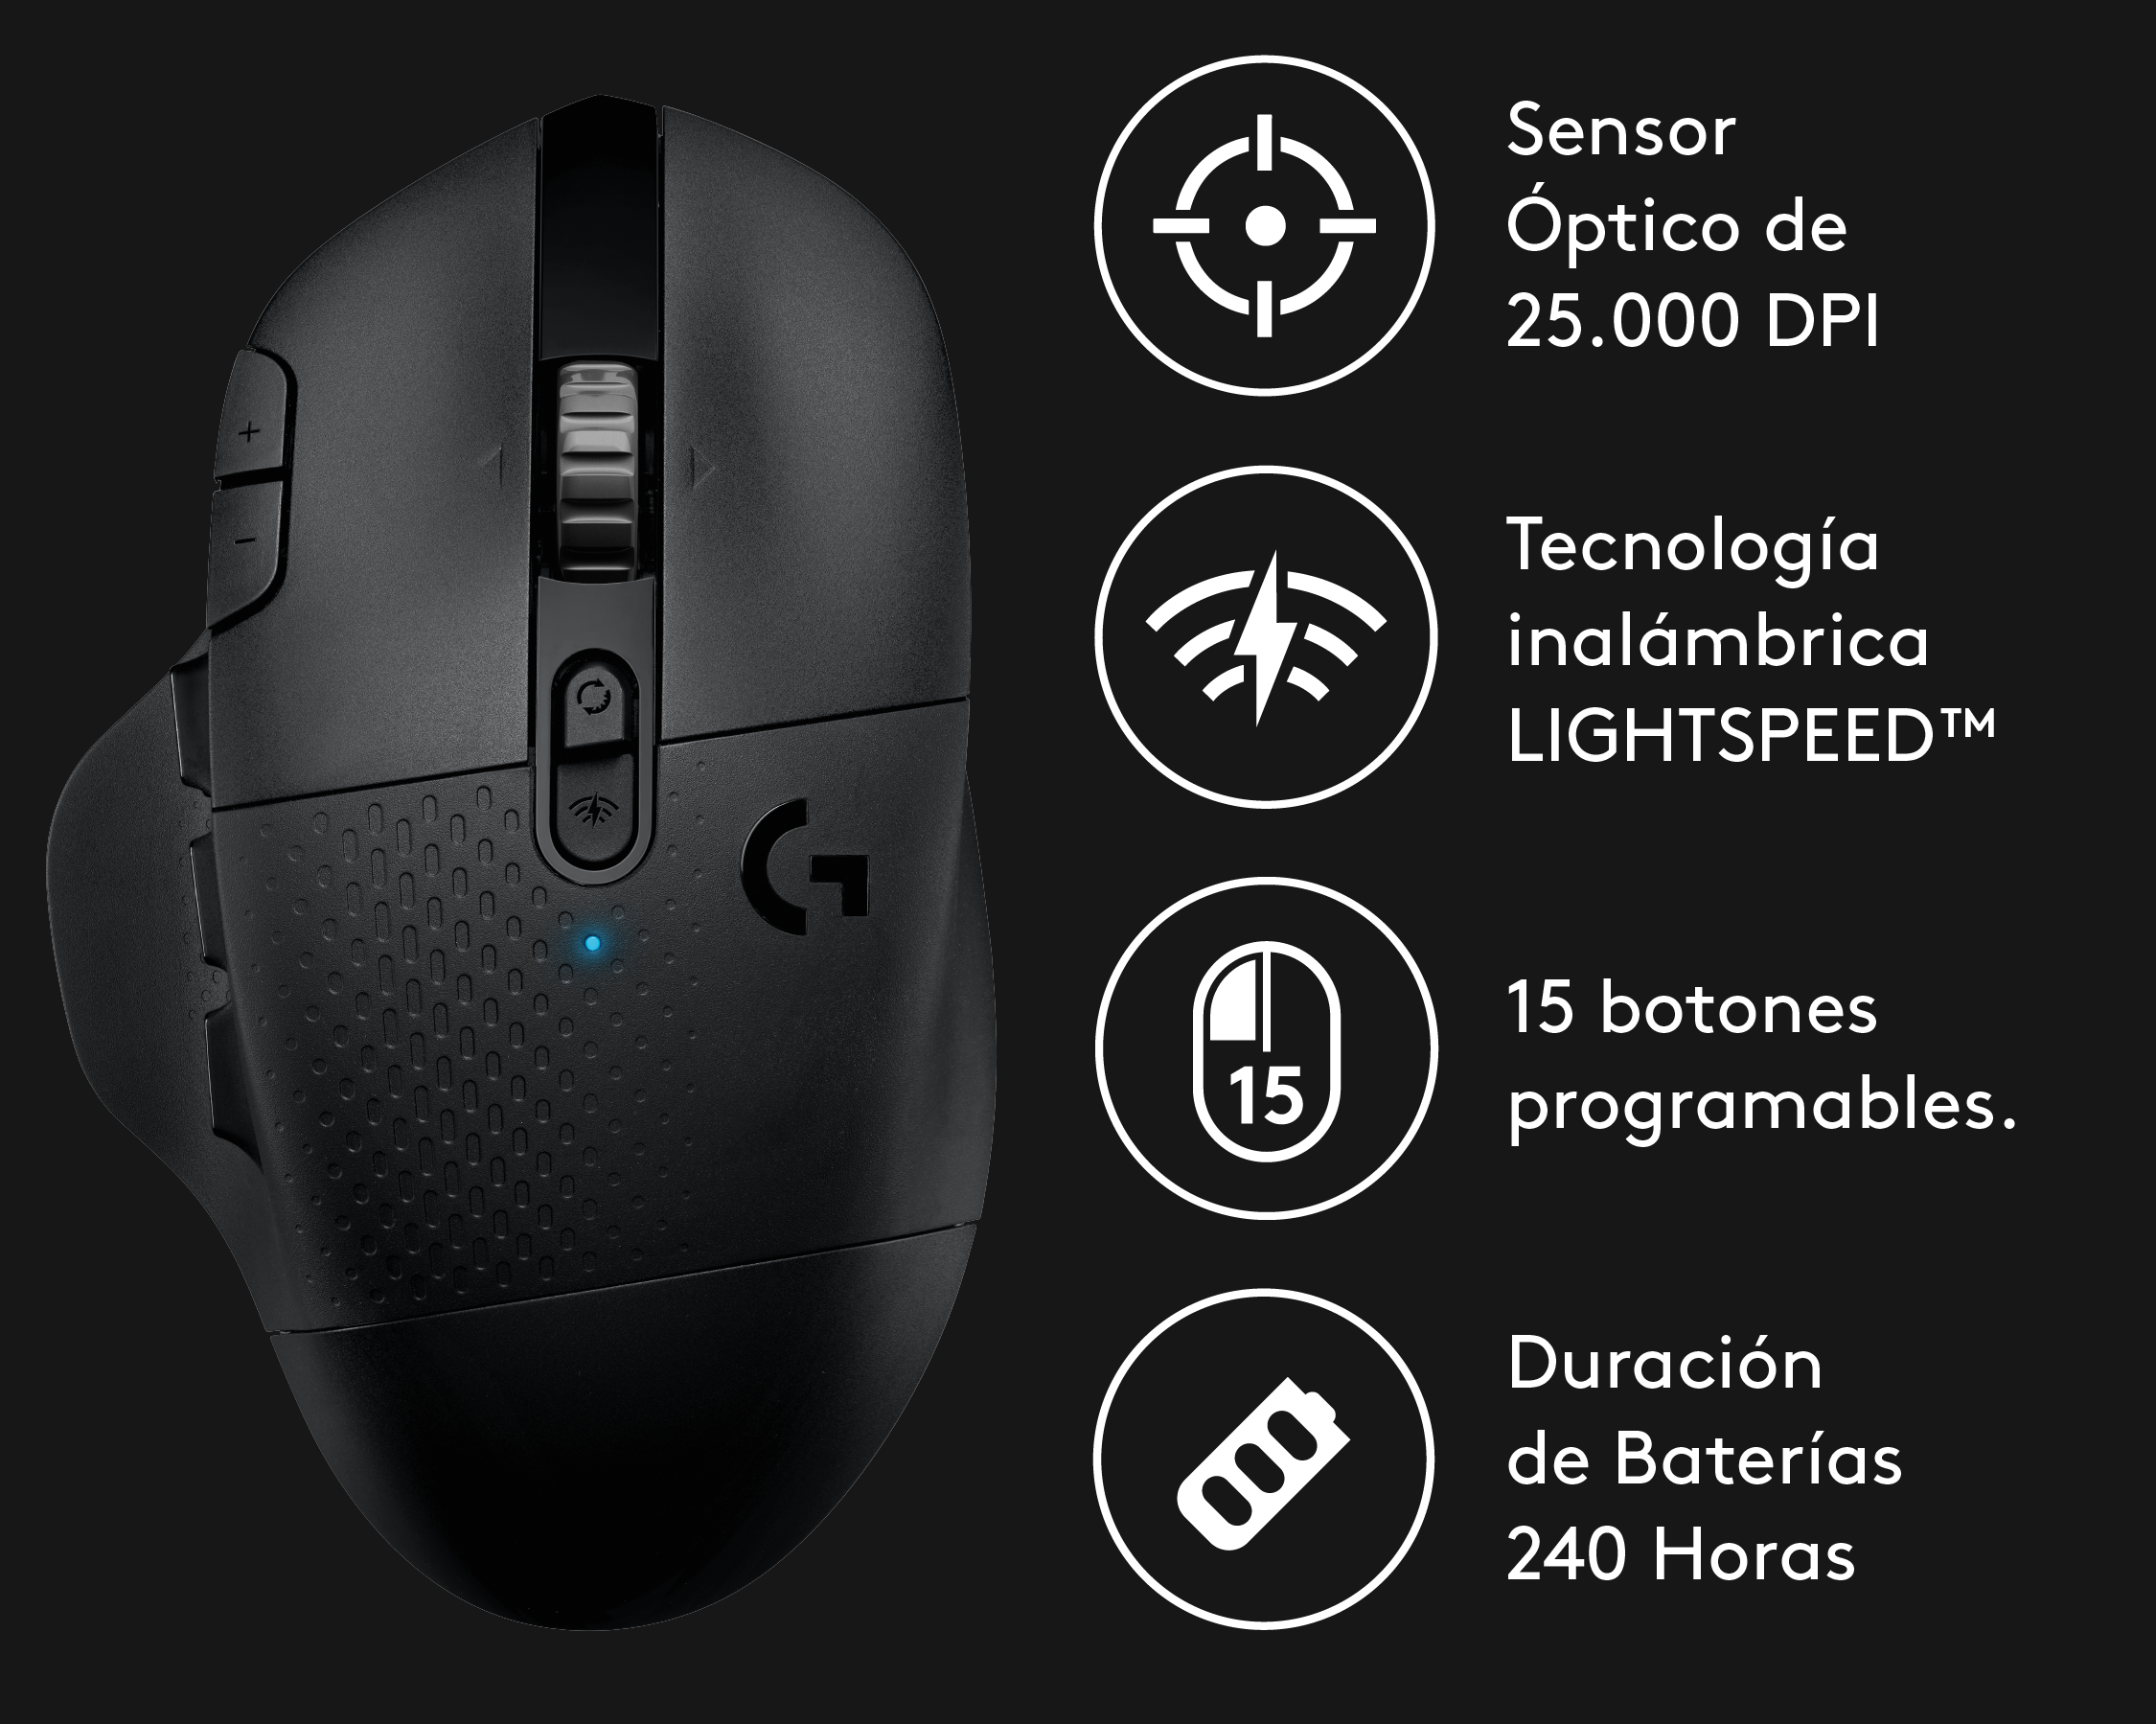 Sensor
Óptico de
25.000 DPI
Tecnología
inalámbrica
LIGHTSPEED™
15
15 botones
programables.
Duración
de Baterías
240 Horas
+
-
G